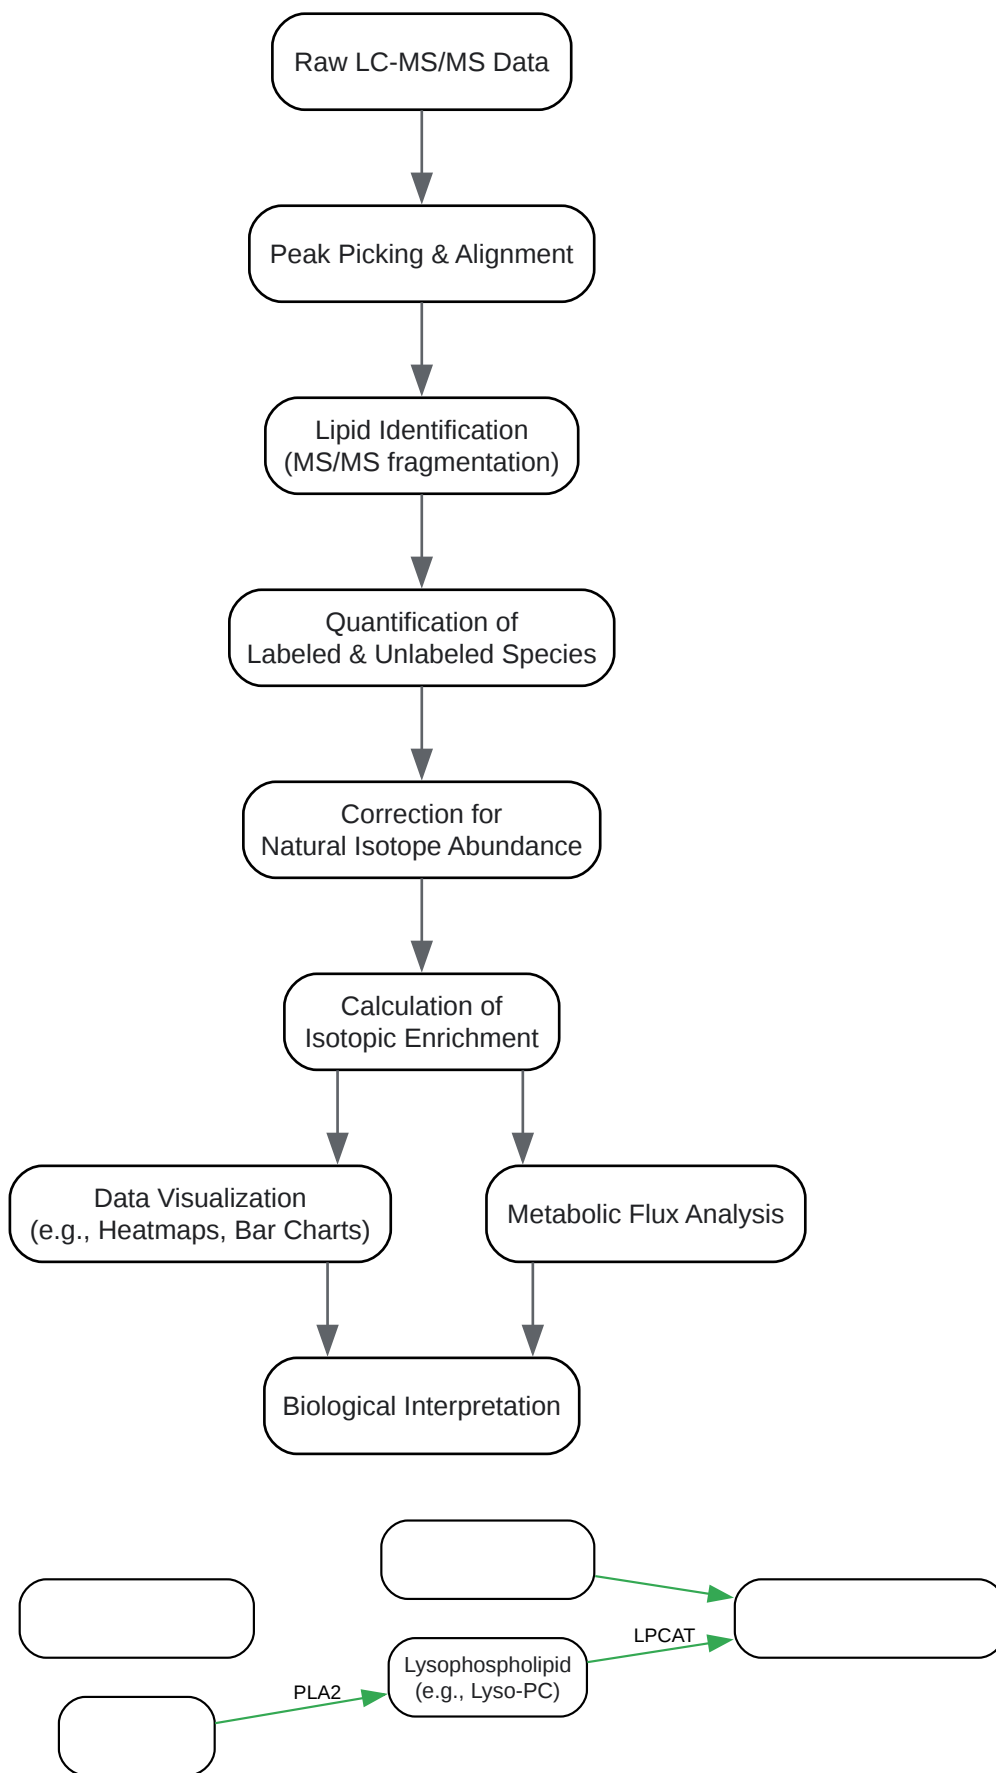 Raw LC-MS/MS Data
Peak Picking & Alignment
Lipid Identification
(MS/MS fragmentation)
Quantification of
Labeled & Unlabeled Species
Correction for
Natural Isotope Abundance
Calculation of
Isotopic Enrichment
Data Visualization
(e.g., Heatmaps, Bar Charts)
Metabolic Flux Analysis
Biological Interpretation
LPCAT
Lysophospholipid
(e.g., Lyso-PC)
PLA2